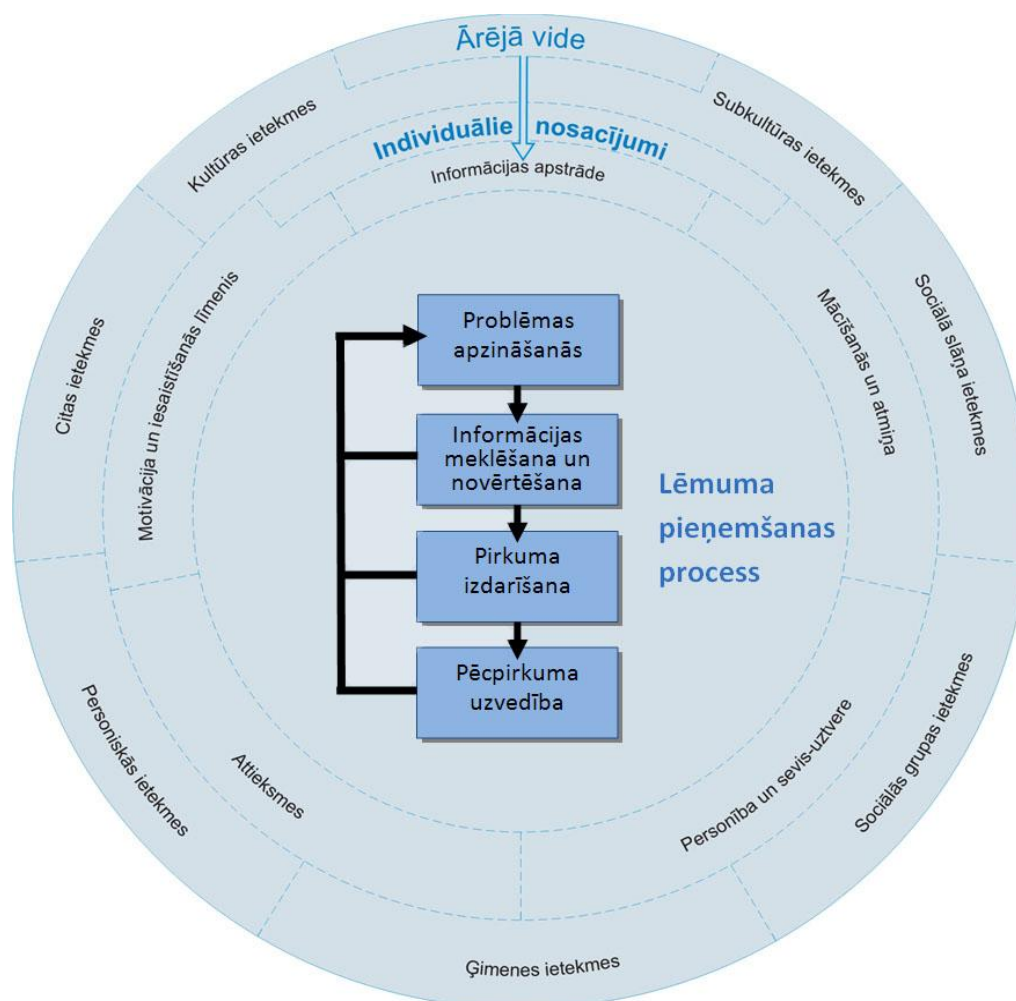 Ārējā vide
Kultūras ietekmes
Subkultūras ietekmes
Individuālie nosacījumi
Informācijas apstrāde
Citas ietekmes
Motivācija un iesaistīšanās līmenis
Mācīšanās un atmiņa
Sociālā slāņa ietekmes
Problēmas
apzināšanās
Informācijas
meklēšana un
novērtēšana
Pirkuma
izdarīšana
Pēcpirkuma
uzvedība
Lēmuma
pieņemšanas
process
Personiskās ietekmes
Attieksmes
Personība un sevis-uztvere
Sociālās grupas ietekmes
Ģimenes ietekmes